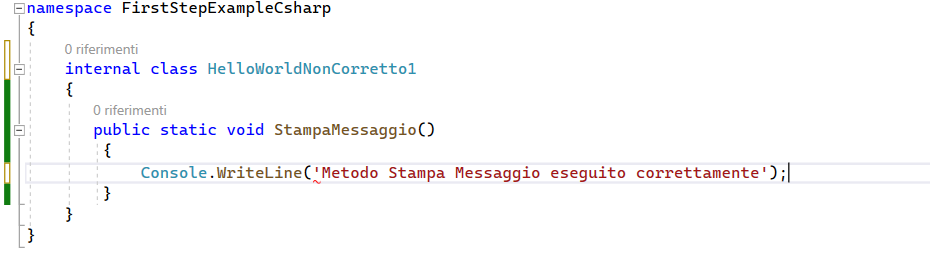 namespace FirstStepExampleCsharp
{
0 riferimenti
internal class HelloWorldNonCorretto1
{
0 riferimenti
public static void StampaMessaggio()
{
Console.WriteLine('Metodo Stampa Messaggio eseguito correttamente');
}
}
}